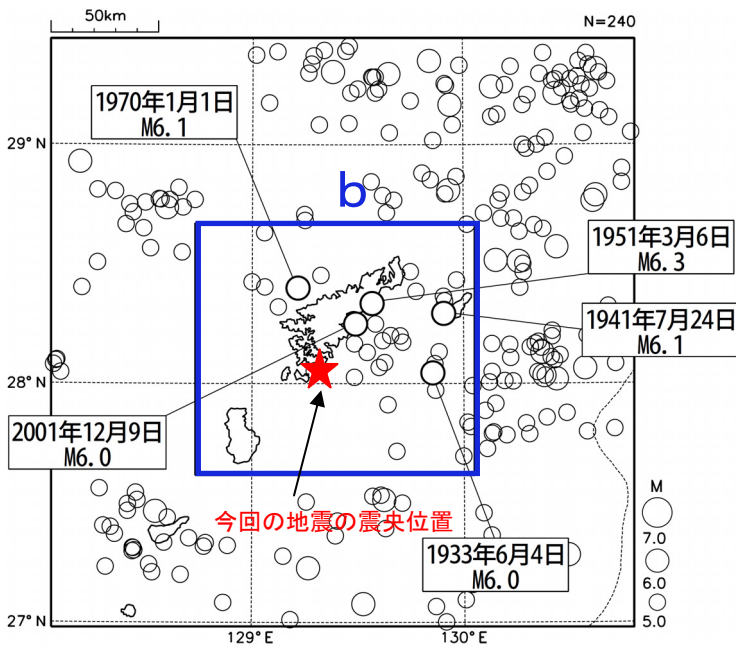 50km
N=240
1970年1月1日
M6.1
29°N
b
1951年3月6日
M6.3
1941年7月24日
M6.1
28°N
2001年12月9日
M6.0
今回の地震の震央位置
1933年6月4日
M6.0
M
7.0
6.0
5.0
27°N
129°E
130°E